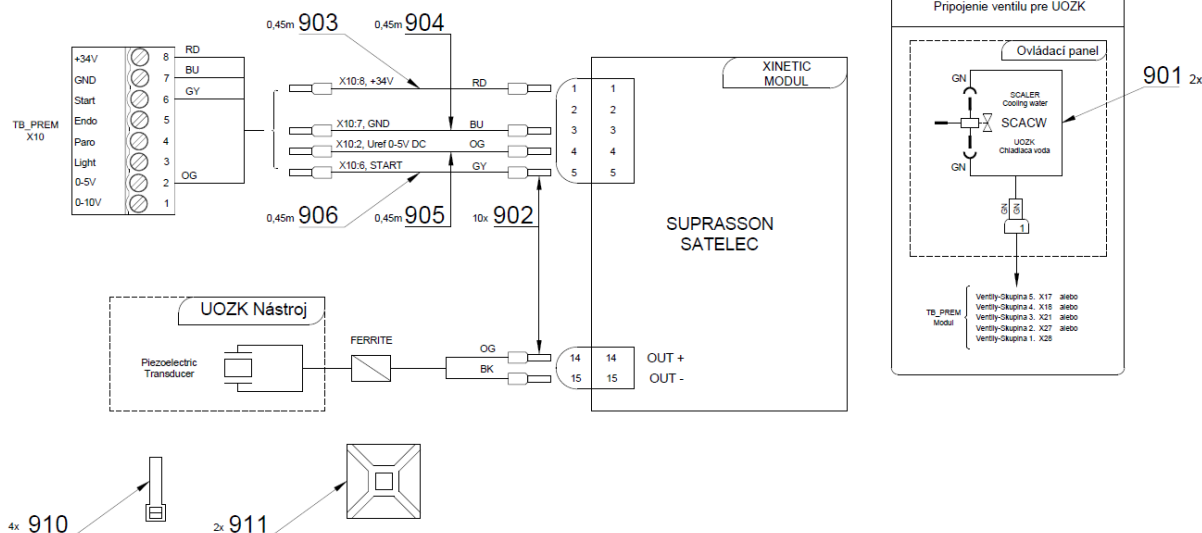 Pripojenie ventilu pre UOZK
0,45m 903
0,45m 904
TB_PREM
X10
+34V 8 RD
GND 7 BU
Start 6 GY
Endo 5
Paro 4
Light 3
0-5V 2 OG
0-10V 1
X10:8, +34V RD
X10:7, GND BU
X10:2, Uref 0-5V DC OG
X10:6, START GY
0,45m 906
0,45m 905
10x 902
1 1
2 2
3 3
4 4
5 5
XINETIC
MODUL
SUPRASSON
SATELEC
UOZK Nástroj
Piezoelectric
Transducer
FERRITE
OG
BK
14 14 OUT +
15 15 OUT -
Ovládací panel
GN
SCALER
Cooling water
SCACW
UOZK
Chladiaca voda
GN
GN
GN
1
901 2x
TB_PREM
Modul
Ventily-Skupina 5. X17 alebo
Ventily-Skupina 4. X18 alebo
Ventily-Skupina 3. X21 alebo
Ventily-Skupina 2. X27 alebo
Ventily-Skupina 1. X28
4x 910
2x 911